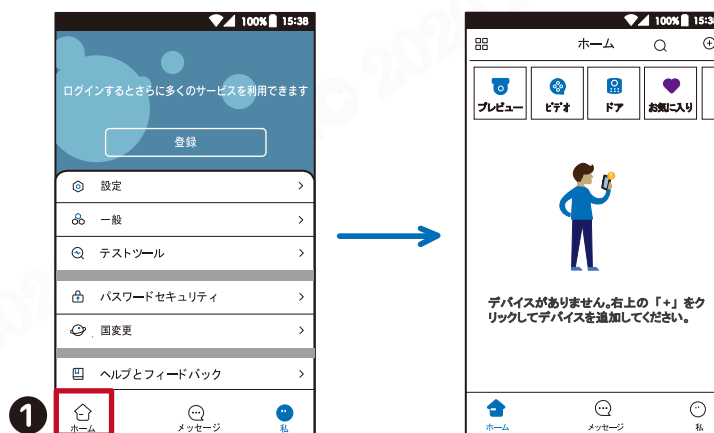 100% 15:38
ログインするとさらに多くのサービスを利用できます
登録
設定
一般
テストツール
パスワードセキュリティ
国変更
ヘルプとフィードバック
1
ホーム
メッセージ
私
100% 15:38
ホーム
プレビュー
ビデオ
ドア
お気に入り
デバイスがありません。右上の「+」をク
リックしてデバイスを追加してください。
ホーム
メッセージ
私